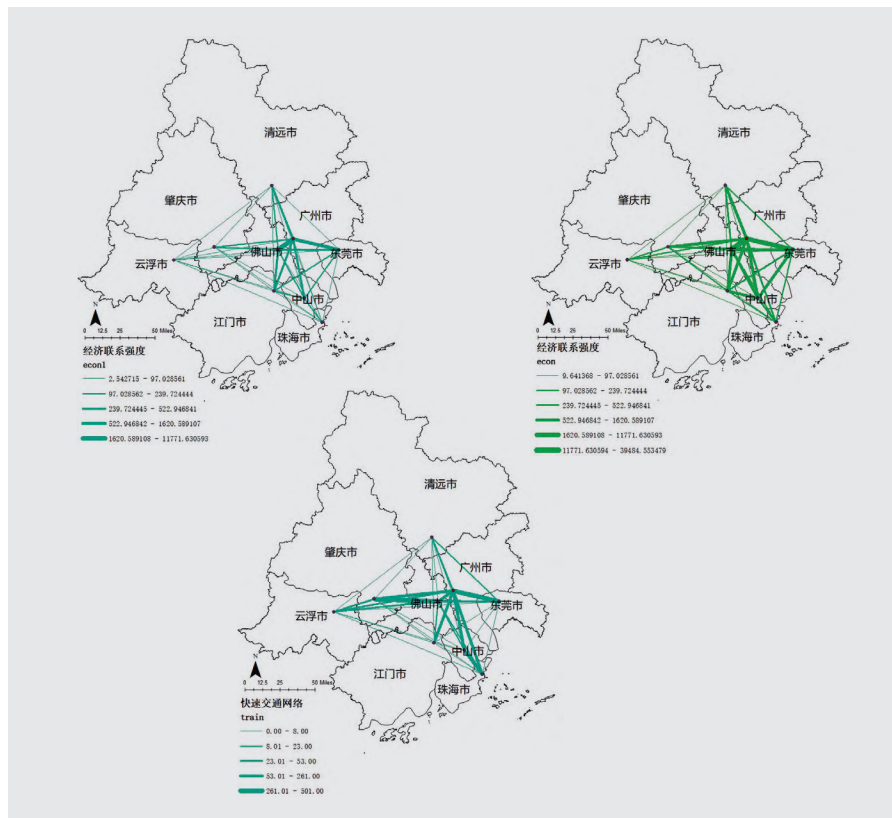 清远市
肇庆市
广州市
云浮市
佛山市
东莞市
中山市
江门市
珠海市
N
0 12.5 25 50 Miles
经济联系强度
econ1
2.542715 - 97.028561
97.028562 - 239.724444
239.724445 - 522.946841
522.946842 - 1620.589107
1620.589108 - 11771.630593
清远市
肇庆市
广州市
云浮市
佛山市
东莞市
中山市
江门市
珠海市
N
0 12.5 25 50 Miles
经济联系强度
econ
9.641368 - 97.028561
97.028562 - 239.724444
239.724445 - 522.946841
522.946842 - 1620.589107
1620.589108 - 11771.630593
11771.630594 - 39484.553479
清远市
肇庆市
广州市
云浮市
佛山市
东莞市
中山市
江门市
珠海市
N
0 12.5 25 50 Miles
快速交通网络
train
0.00 - 8.00
8.01 - 23.00
23.01 - 53.00
53.01 - 261.00
261.01 - 501.00